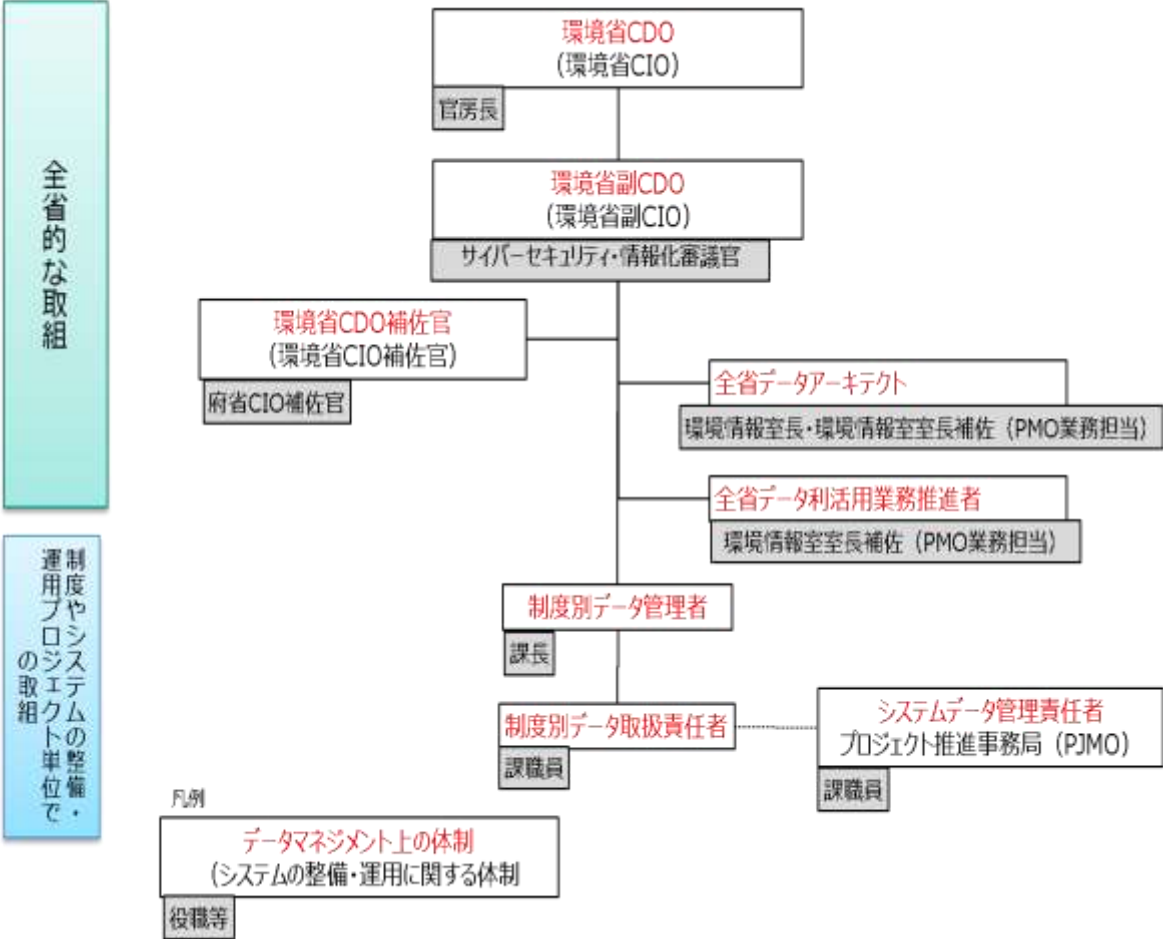 全省的な取組
環境省CDO
(環境省CIO)
官房長
環境省副CDO
(環境省副CIO)
サイバーセキュリティ・情報化審議官
環境省CDO補佐官
(環境省CIO補佐官)
府省CIO補佐官
全省データアーキテクト
環境情報室長・環境情報室室長補佐（PMO業務担当）
全省データ利活用業務推進者
環境情報室室長補佐（PMO業務担当）
制度やシステムの整備・
運用プロジェクト単位で
の取組
制度別データ管理者
課長
制度別データ取扱責任者
課職員
システムデータ管理責任者
プロジェクト推進事務局（PJMO）
課職員
凡例
データマネジメント上の体制
(システムの整備・運用に関する体制
役職等